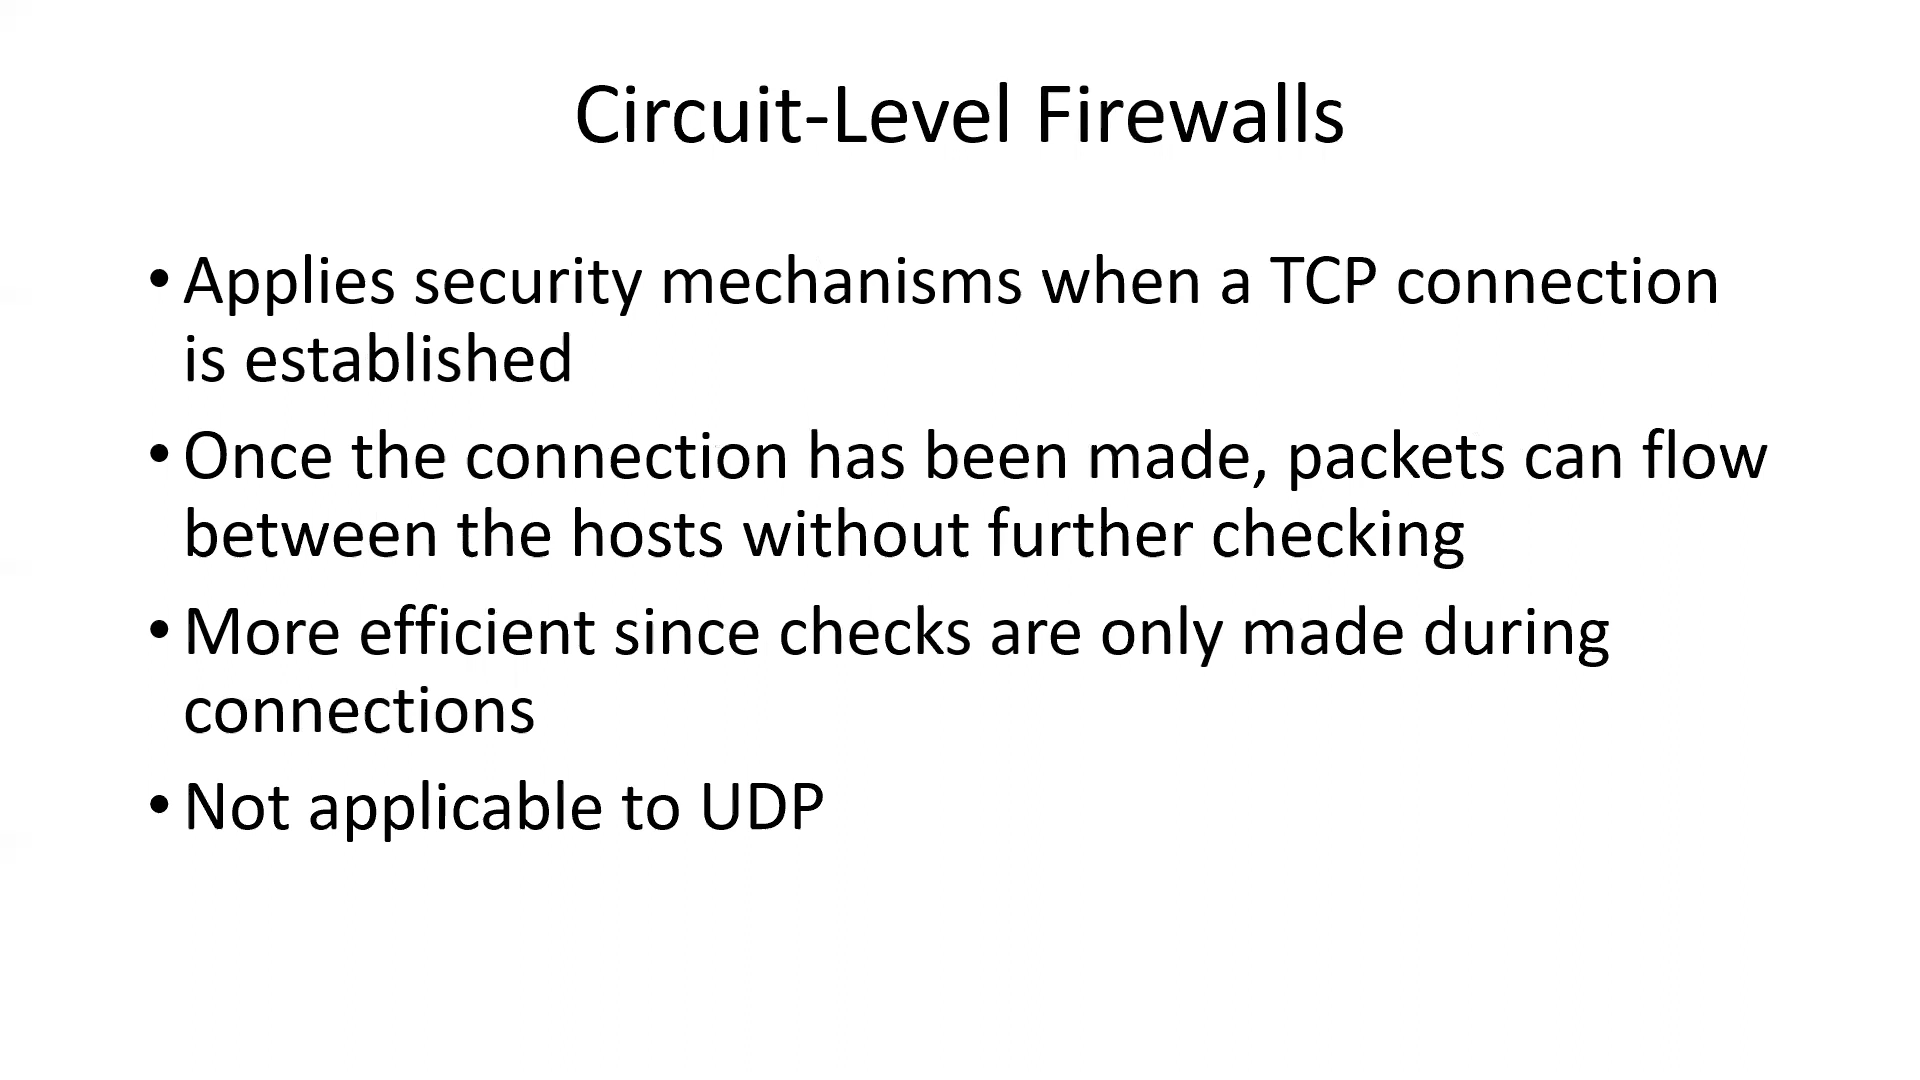 Circuit-Level Firewalls
• Applies security mechanisms when a TCP connection
is established
• Once the connection has been made, packets can flow
between the hosts without further checking
• More efficient since checks are only made during
connections
• Not applicable to UDP